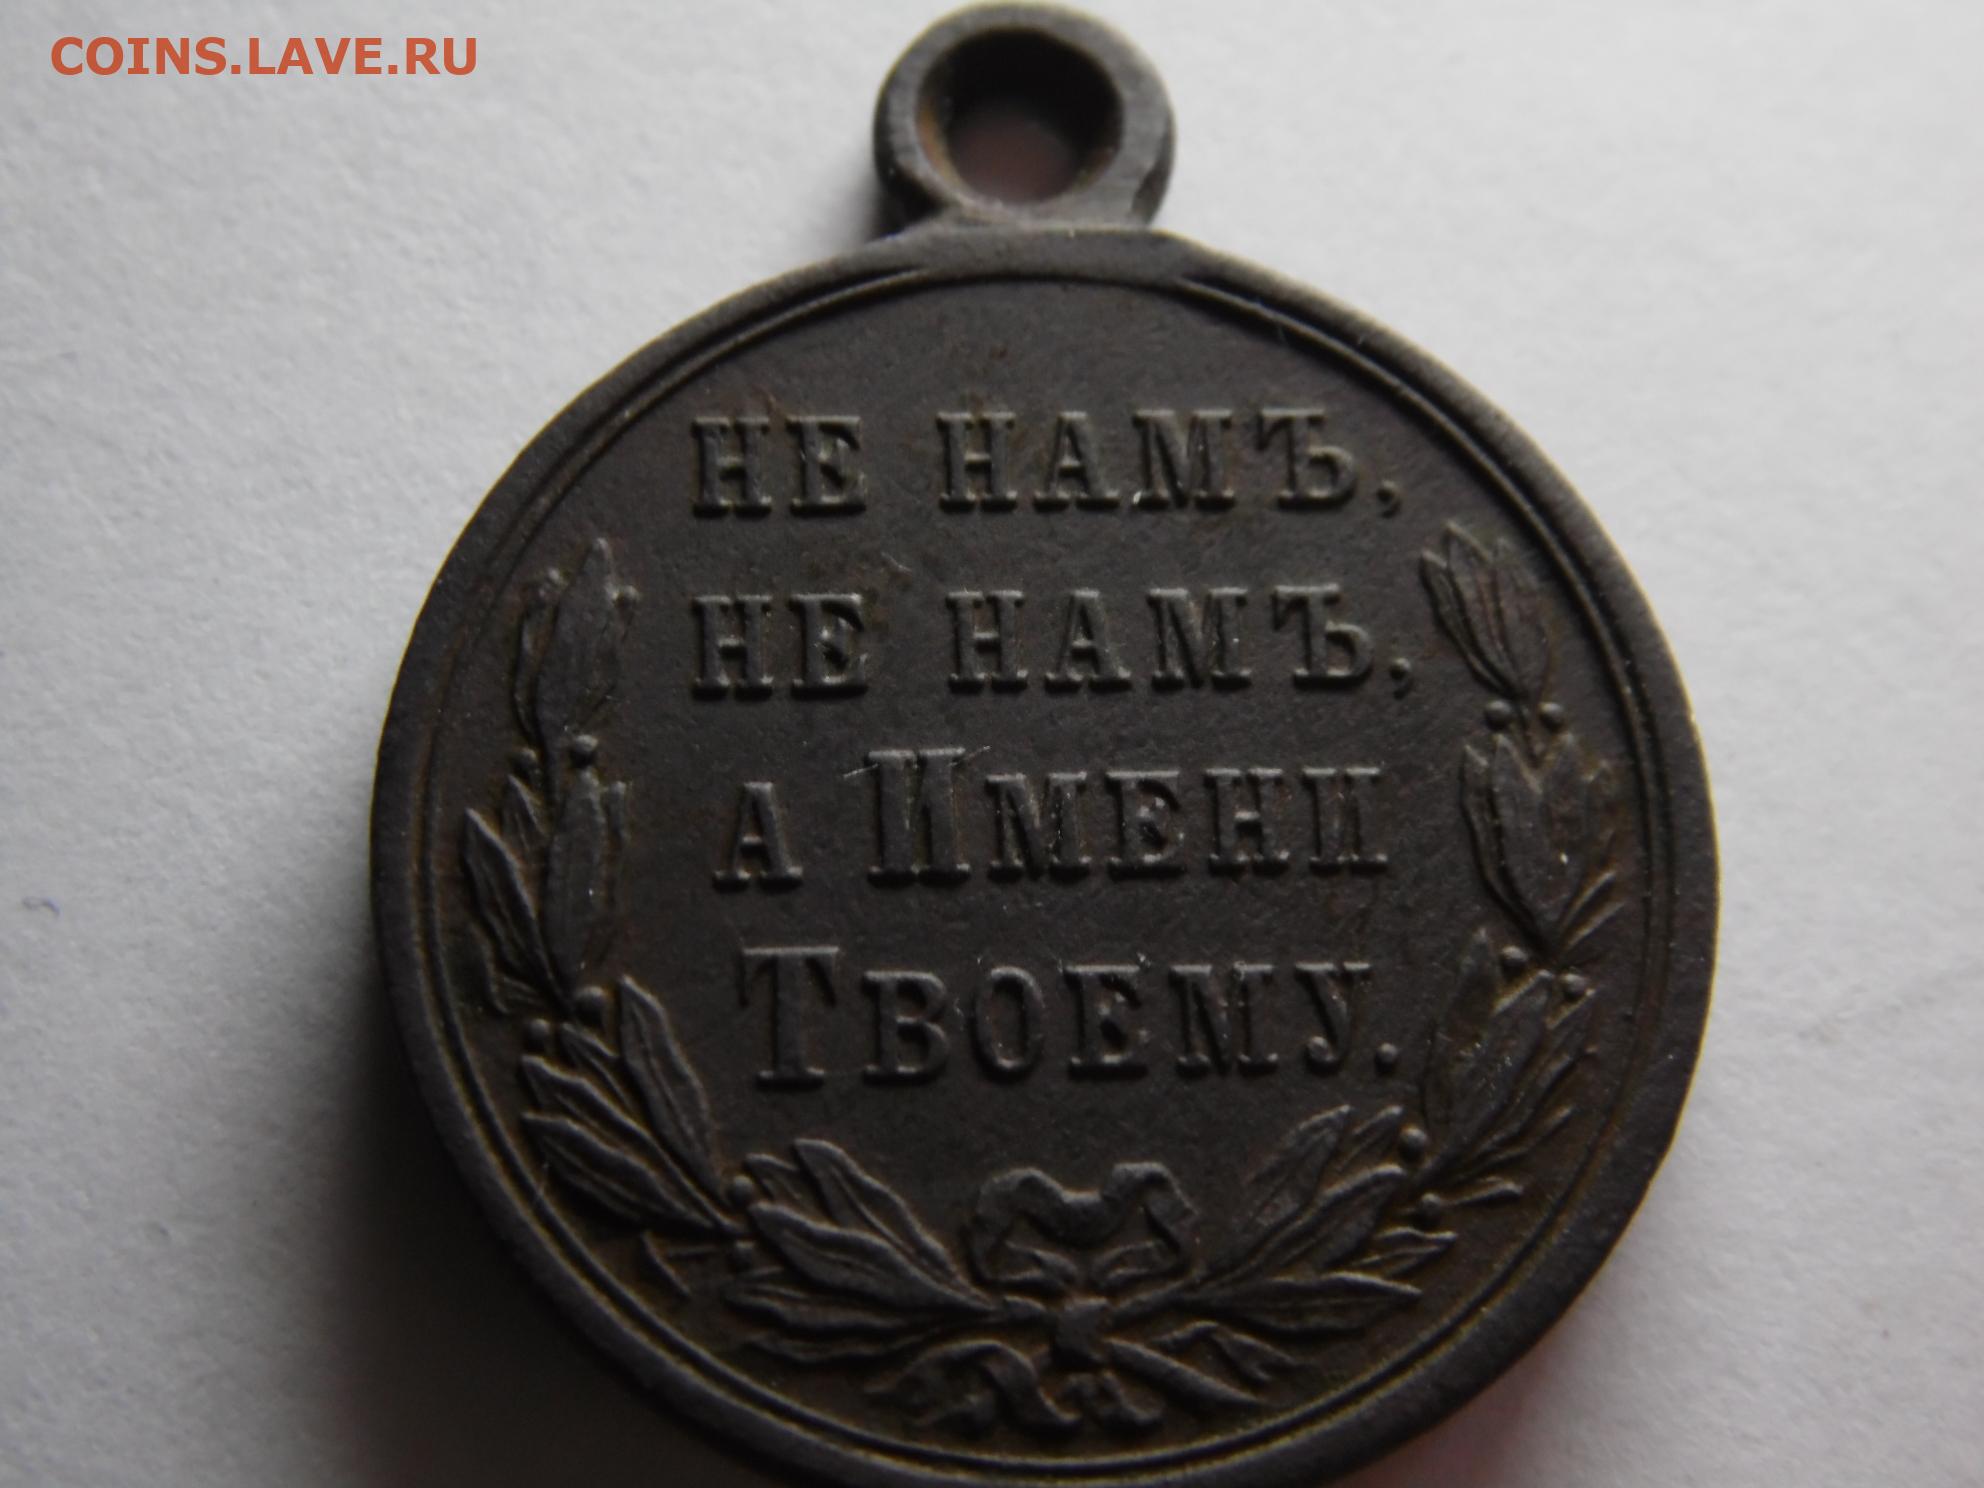 COINS.LAVE.RU
НЕ НАМЪ,
НЕ НАМЪ,
А ИМЕНИ
ТВОЕМУ.